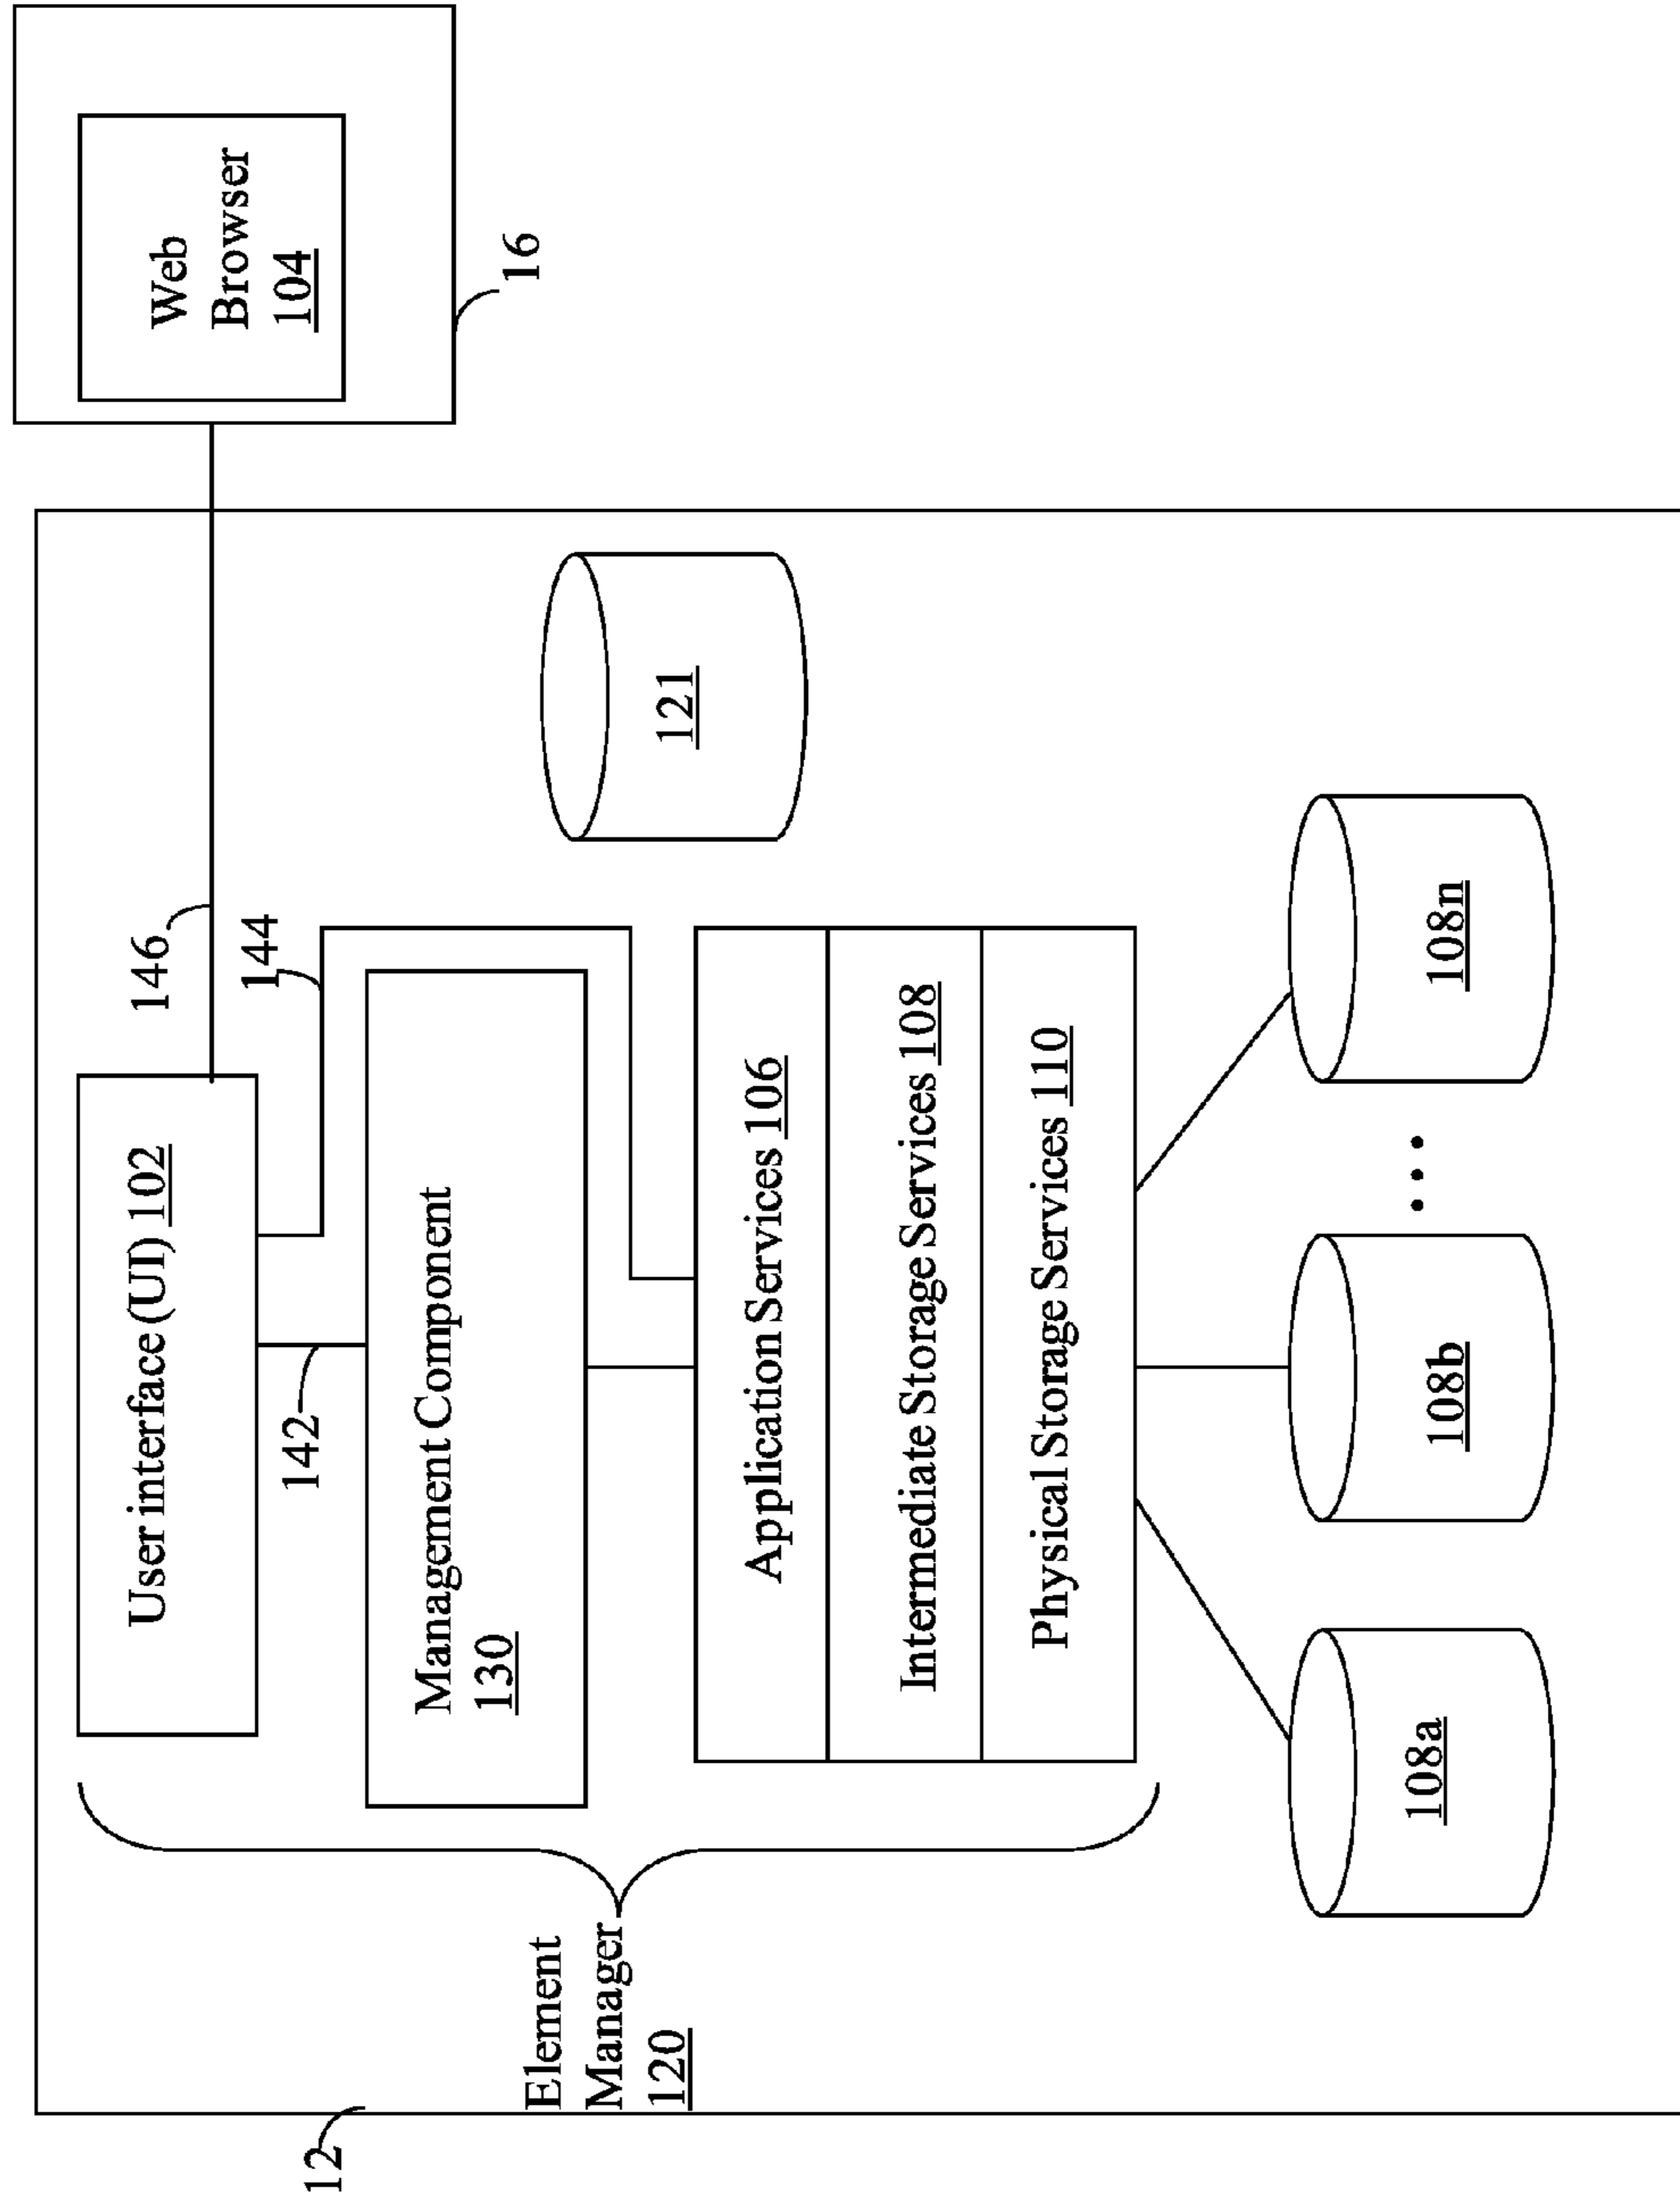 Web
Browser
104
16
146
144
User interface (UI) 102
142
Management Component
130
121
Application Services 106
Intermediate Storage Services 108
Physical Storage Services 110
Element
Manager
120
12
108a
108b
...
108n